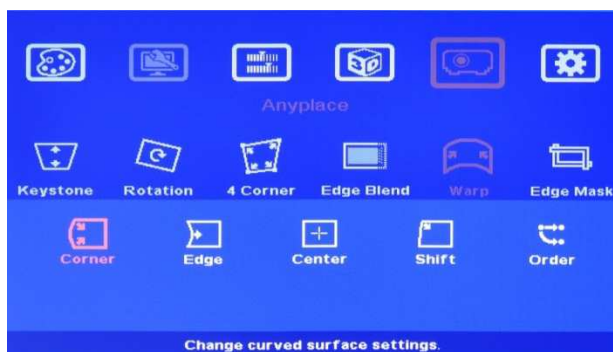 3D
Anyplace
Keystone Rotation 4 Corner Edge Blend Warp Edge Mask
Corner Edge Center Shift Order
Change curved surface settings.